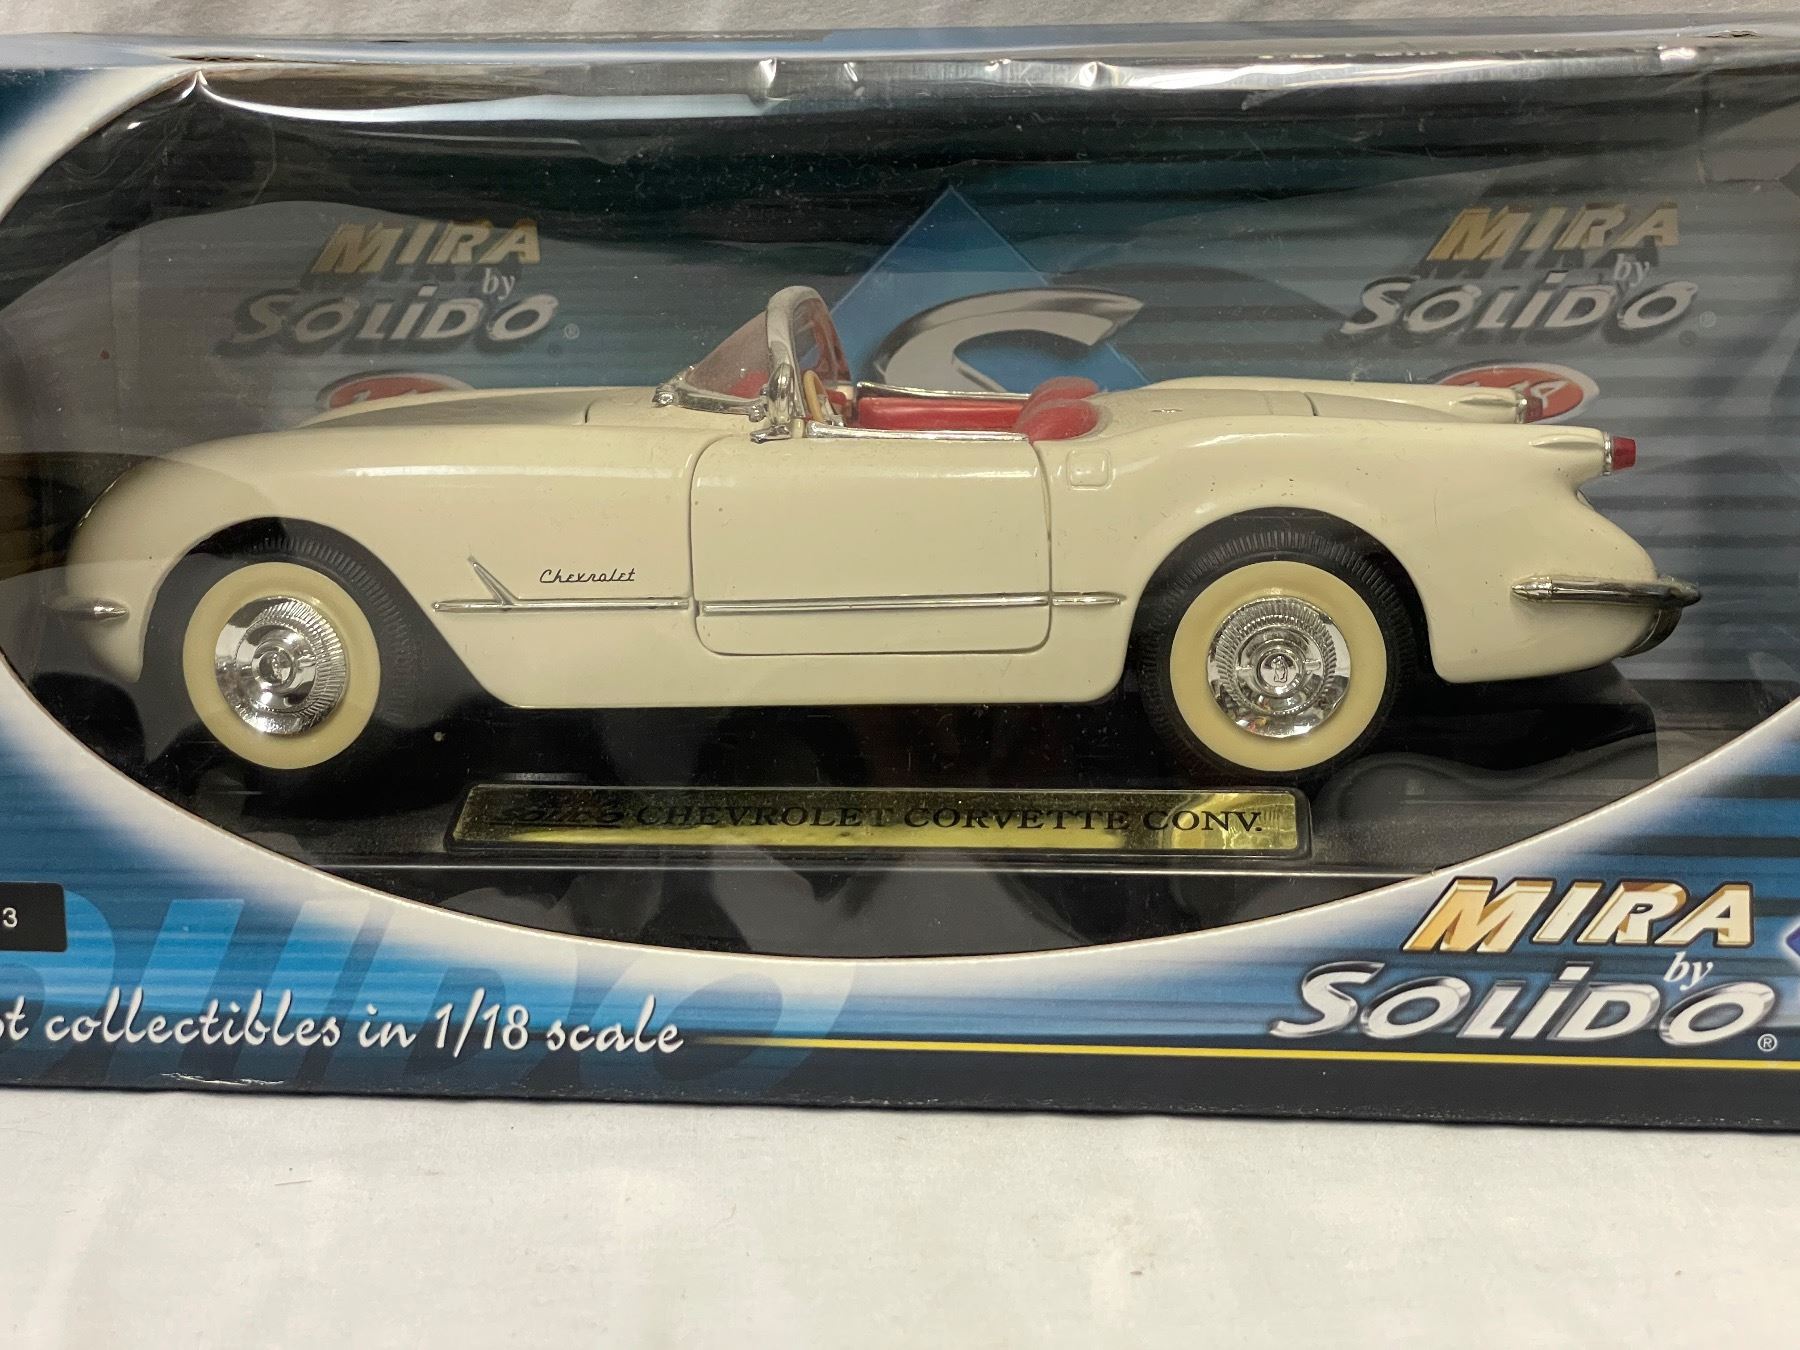 MIRA
by
SOLIDO®
MIRA
by
SOLIDO®
Chevrolet
SOLIDO CHEVROLET CORVETTE CONV.
3
collectibles in 1/18 scale
MIRA
by
SOLIDO®